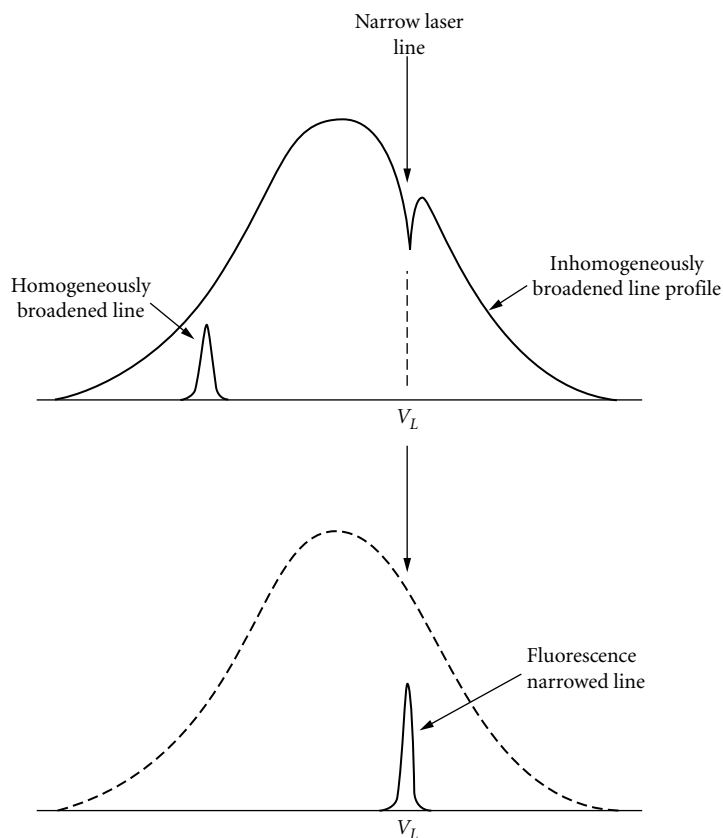 Narrow laser
line
Homogeneously
broadened line
Inhomogeneously
broadened line profile
V_L
Fluorescence
narrowed line
V_L